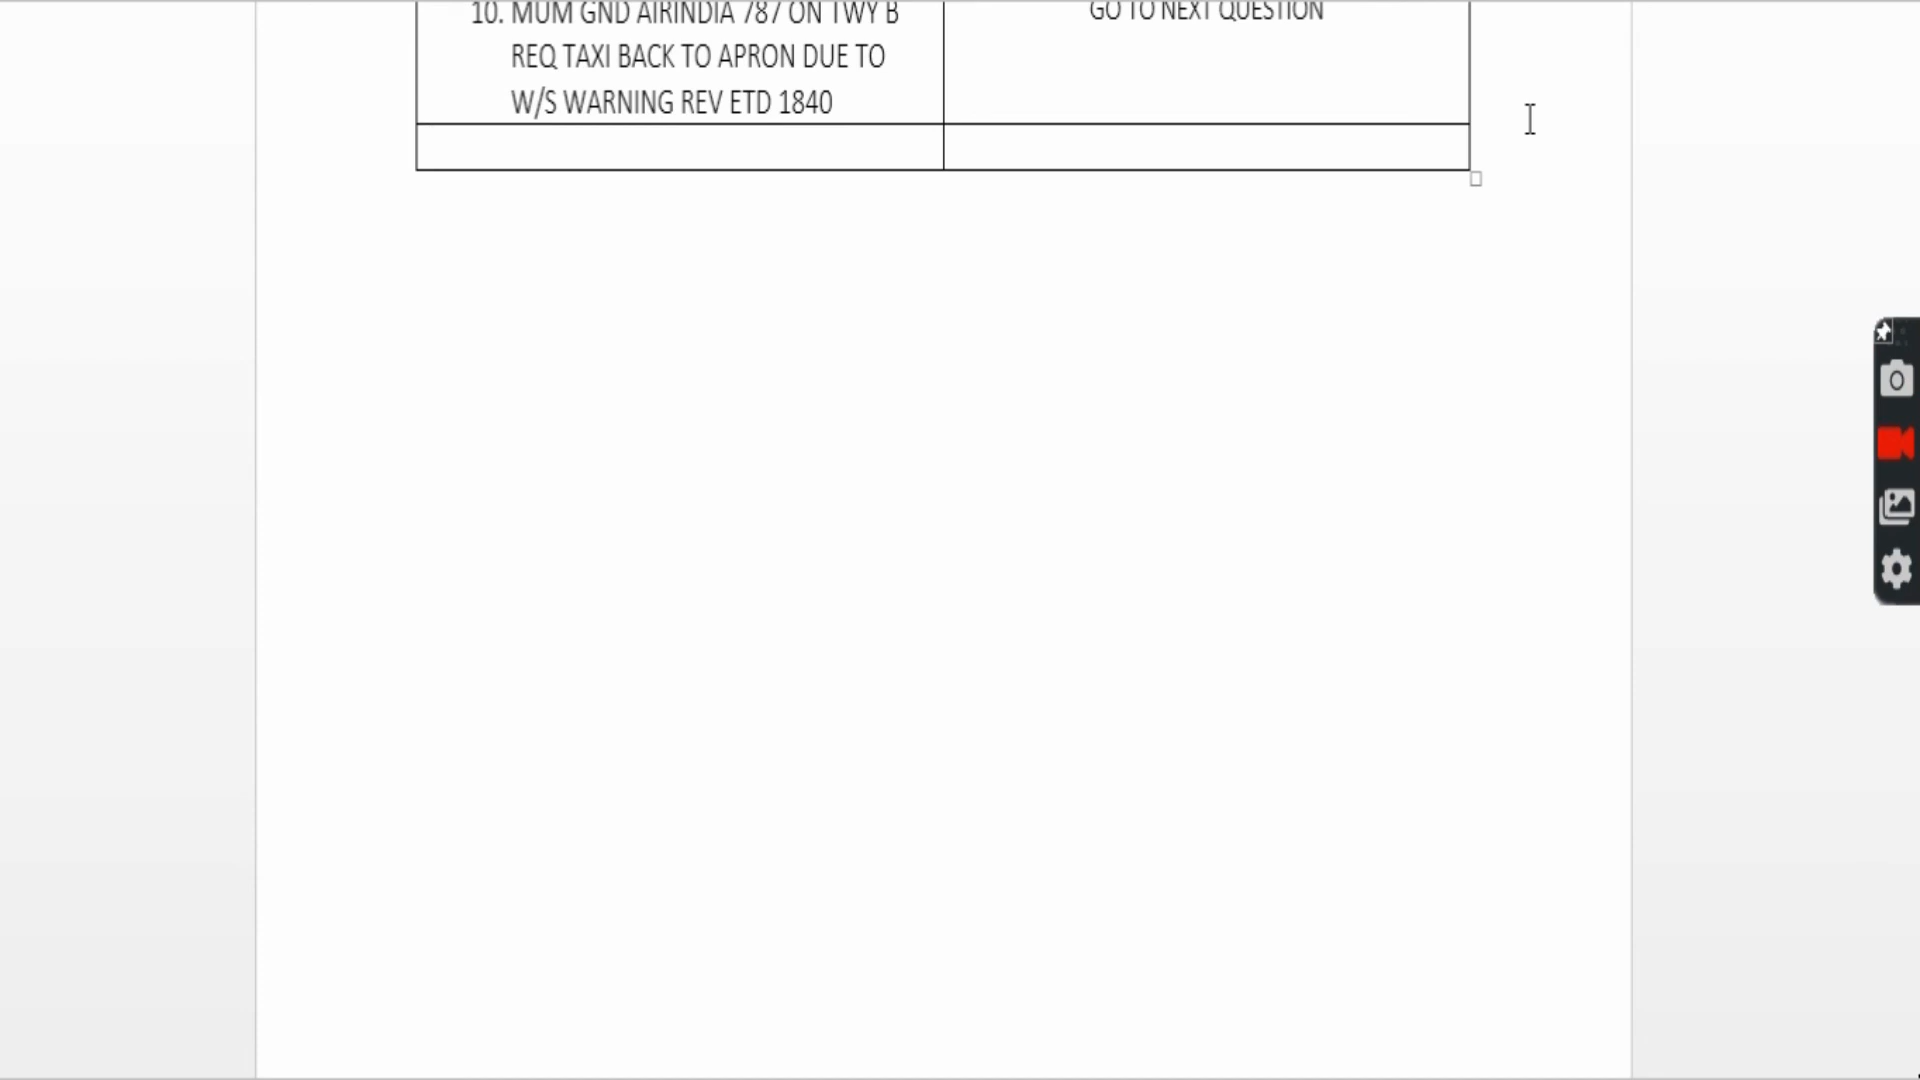 10. MUM GND AIRINDIA 787 ON TWY B
REQ TAXI BACK TO APRON DUE TO
W/S WARNING REV ETD 1840
GO TO NEXT QUESTION